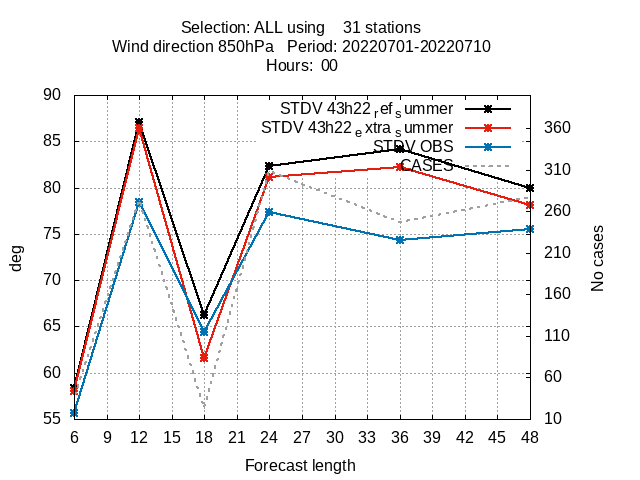 Selection: ALL using 31 stations
Wind direction 850hPa Period: 20220701-20220710
Hours: 00
STDV 43h22 ref summer
STDV 43h22 extra summer
STDV OBS
CASES
90
85
80
75
70
65
60
55
deg
360
310
260
210
160
110
60
10
No cases
6 9 12 15 18 21 24 27 30 33 36 39 42 45 48
Forecast length